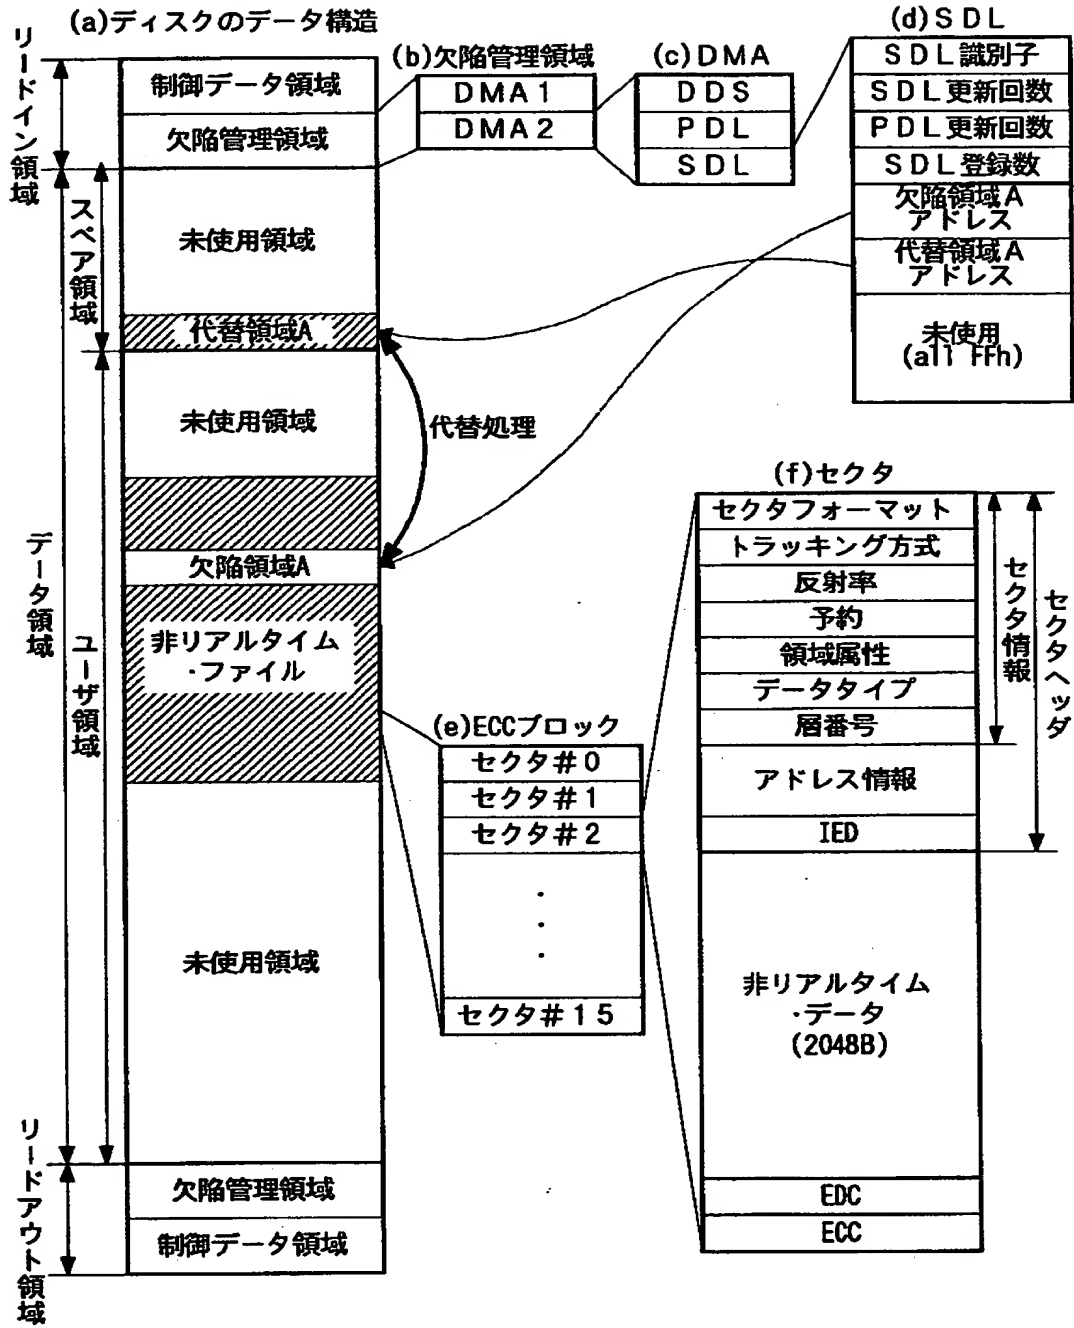 (a)ディスクのデータ構造
リードイン領域
スペア領域
データ領域
ユーザ領域
リードアウト領域
制御データ領域
欠陥管理領域
未使用領域
代替領域A
未使用領域
欠陥領域A
非リアルタイム
・ファイル
未使用領域
欠陥管理領域
制御データ領域
代替処理
(b)欠陥管理領域
DMA1
DMA2
(c)DMA
DDS
PDL
SDL
(d)SDL
SDL識別子
SDL更新回数
PDL更新回数
SDL登録数
欠陥領域A
アドレス
代替領域A
アドレス
未使用
(all FFh)
(e)ECCブロック
セクタ#0
セクタ#1
セクタ#2
・
・
・
セクタ#15
(f)セクタ
セクタフォーマット
トラッキング方式
反射率
予約
領域属性
データタイプ
層番号
アドレス情報
IED
非リアルタイム
・データ
(2048B)
EDC
ECC
セクタ情報
セクタヘッダ